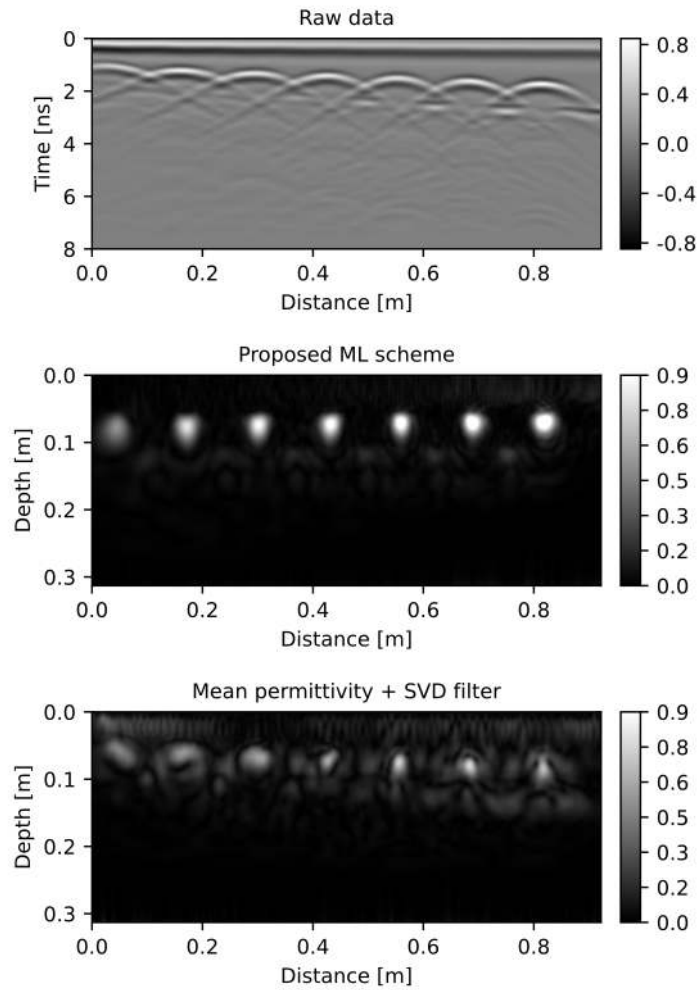 Raw data
0
2
4
6
8
Time [ns]
0.0 0.2 0.4 0.6 0.8
Distance [m]
0.8
0.4
0.0
-0.4
-0.8
Proposed ML scheme
0.0
0.1
0.2
0.3
Depth [m]
0.0 0.2 0.4 0.6 0.8
Distance [m]
0.9
0.8
0.6
0.5
0.3
0.2
0.0
Mean permittivity + SVD filter
0.0
0.1
0.2
0.3
Depth [m]
0.0 0.2 0.4 0.6 0.8
Distance [m]
0.9
0.8
0.6
0.5
0.3
0.2
0.0